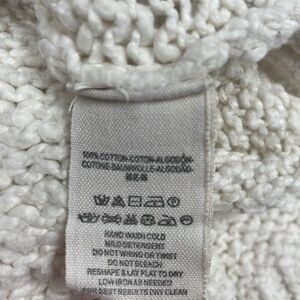 100% COTTON-COTON-ALGODÓN-
COTONE-BAUMWOLLE-ALGODÃO-
HAND WASH COLD
MILD DETERGENT
DO NOT WRING OR TWIST
DO NOT BLEACH
RESHAPE & LAY FLAT TO DRY
LOW IRON AS NEEDED
FOR BEST RESULTS DRY CLEAN